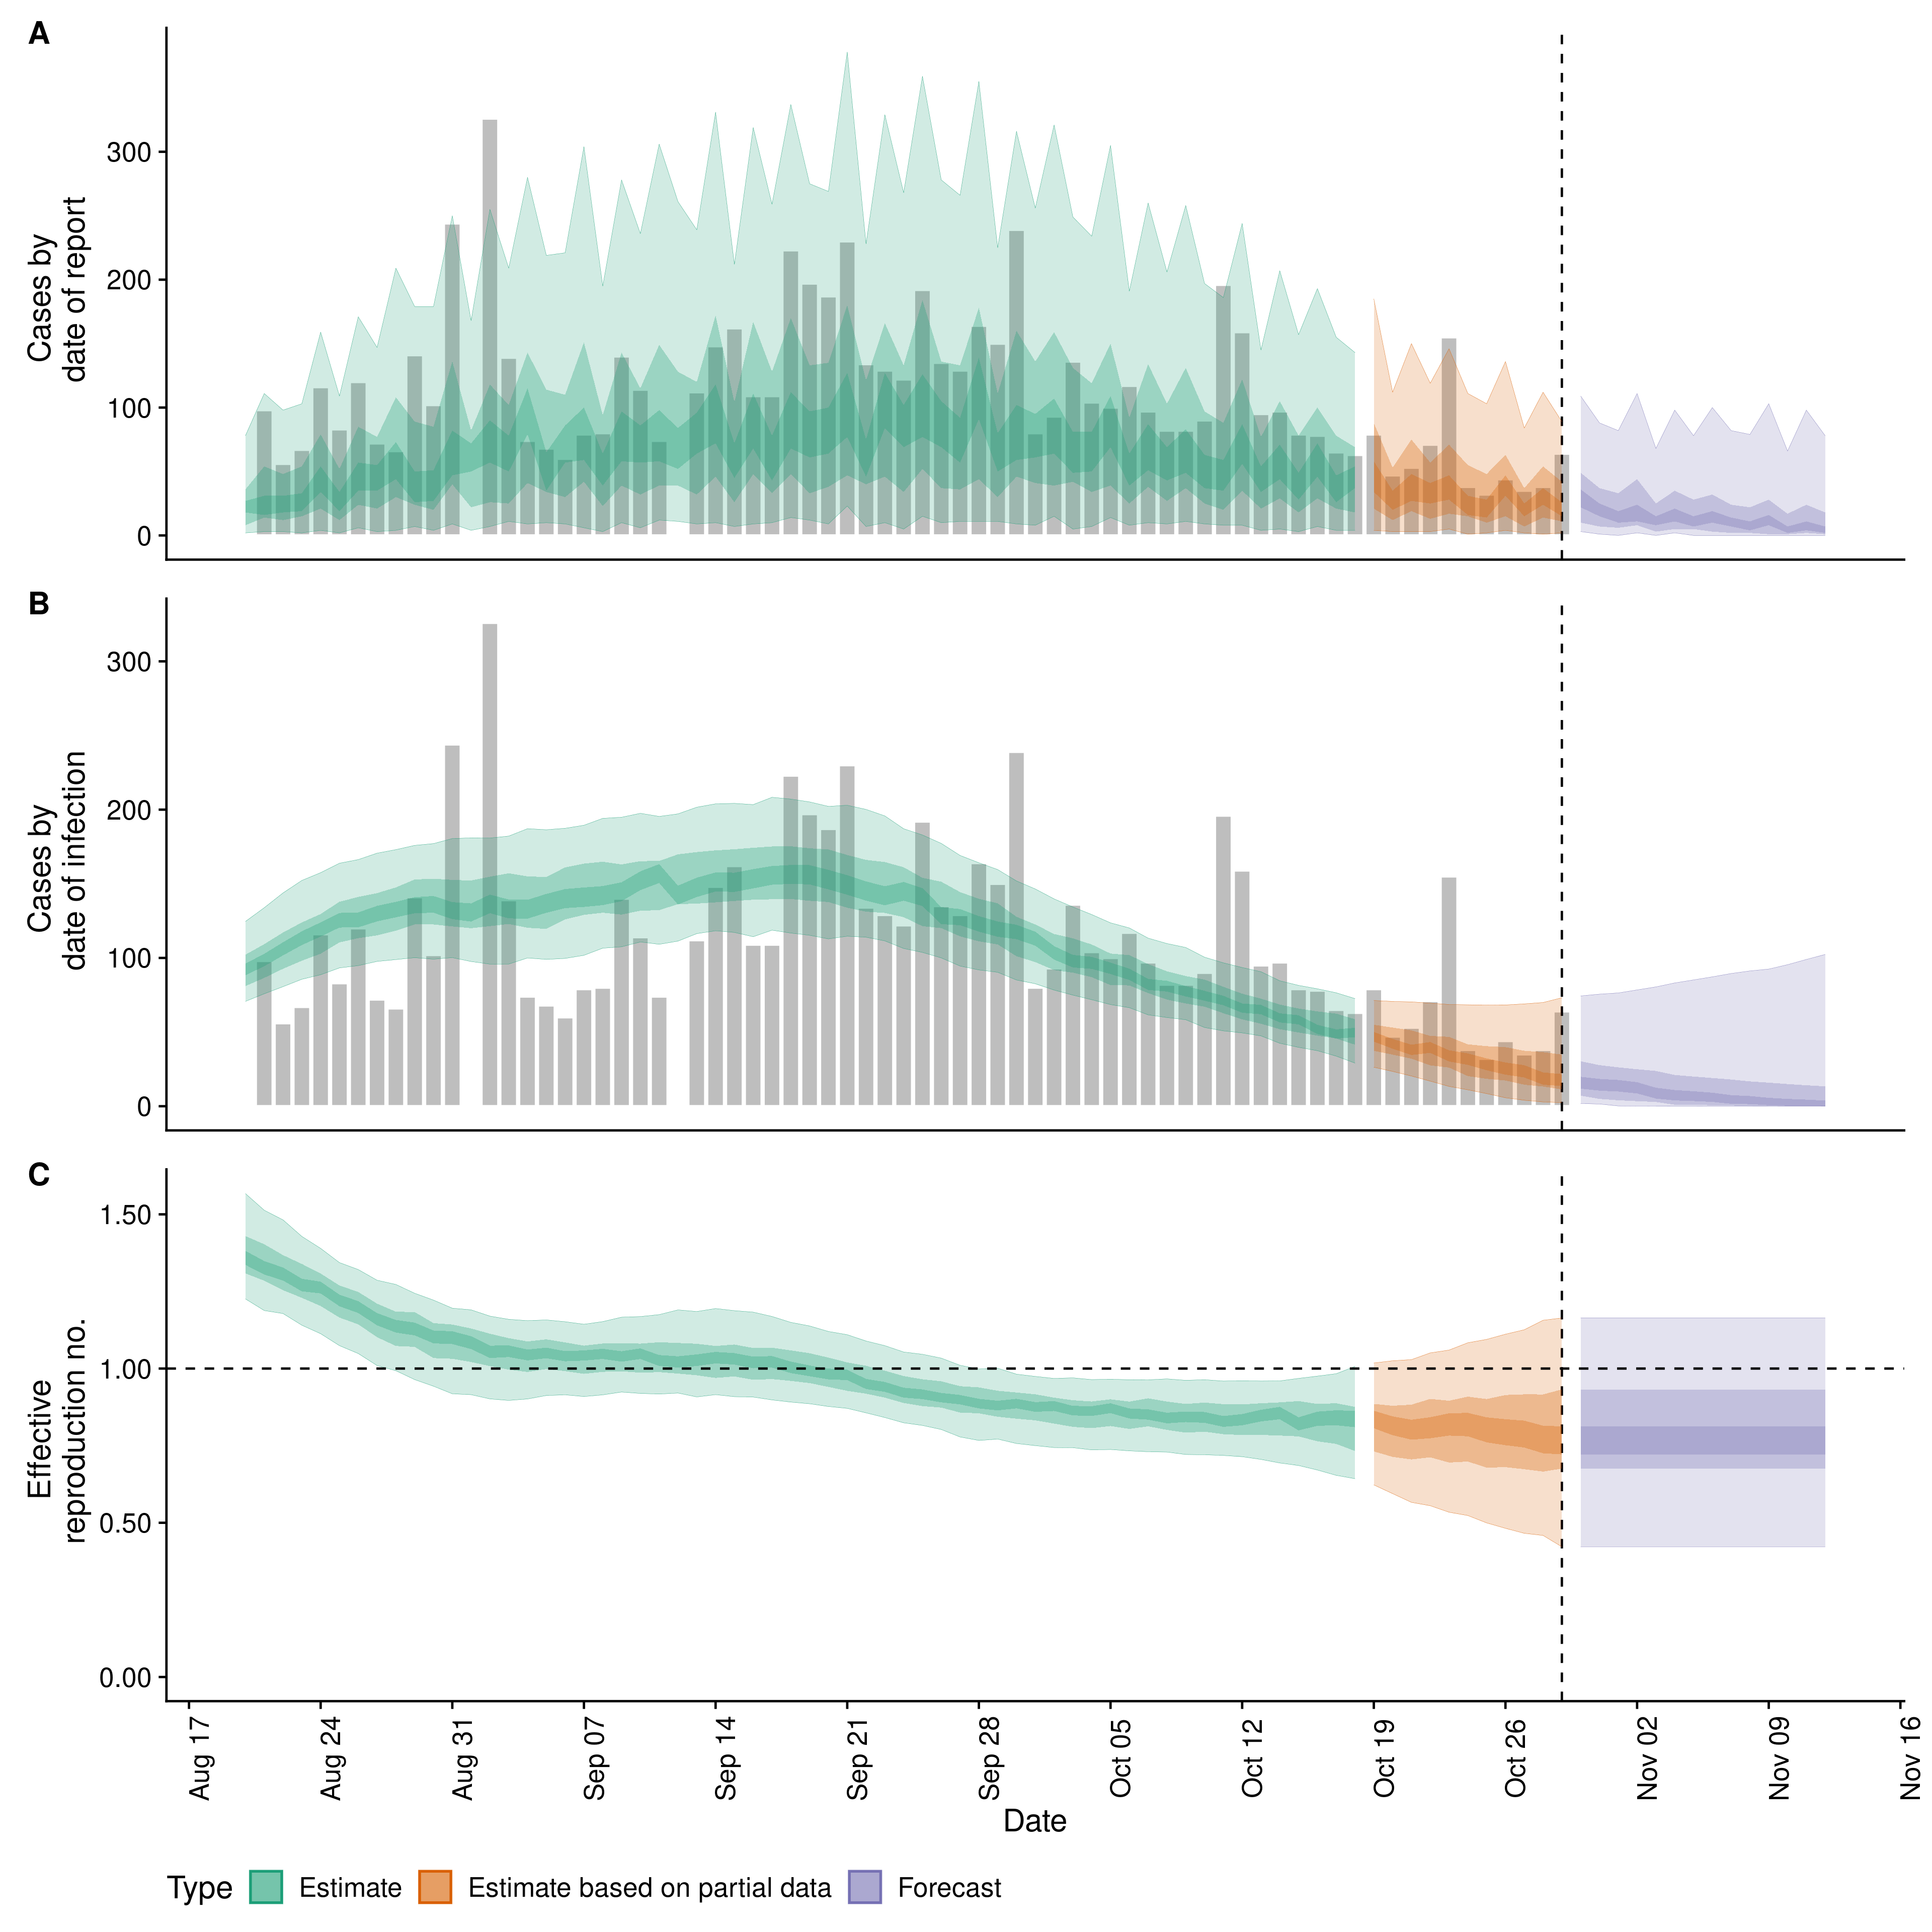 A
Cases by
date of report
300
200
100
0
B
Cases by
date of infection
300
200
100
0
C
Effective
reproduction no.
1.50
1.00
0.50
0.00
Aug 17
Aug 24
Aug 31
Sep 07
Sep 14
Sep 21
Sep 28
Oct 05
Oct 12
Oct 19
Oct 26
Nov 02
Nov 09
Nov 16
Date
Type Estimate Estimate based on partial data Forecast